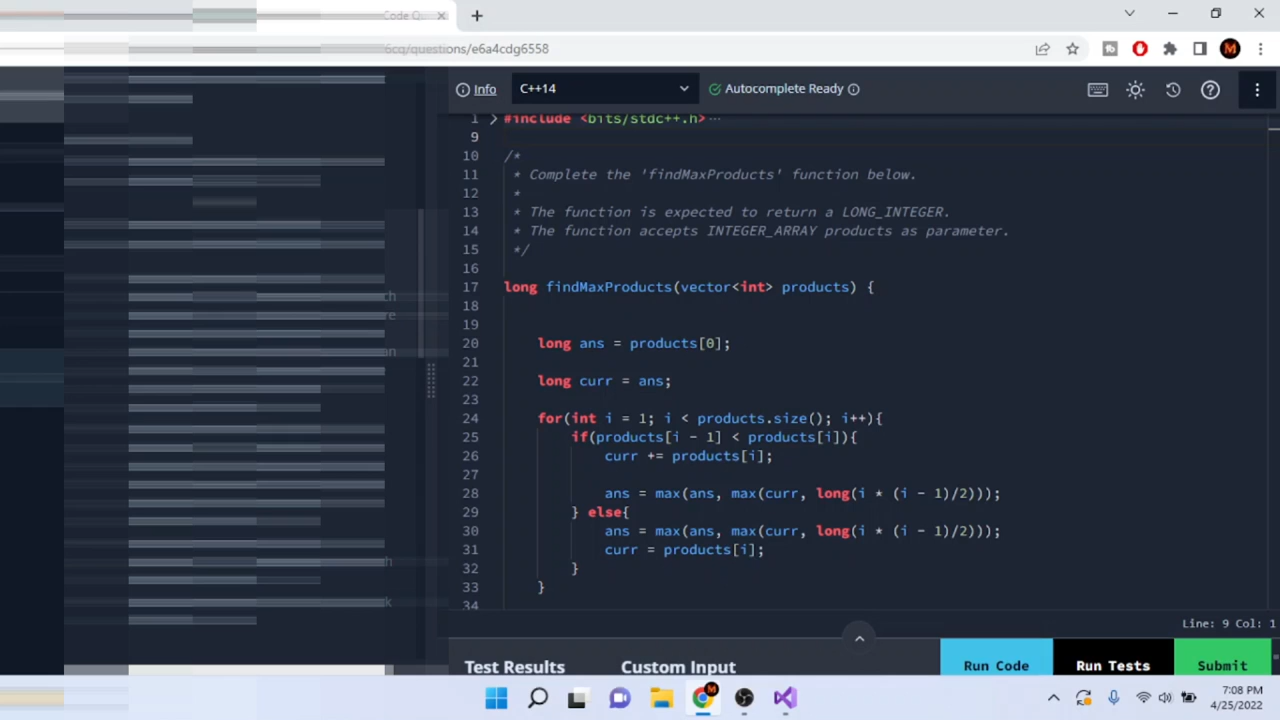 Code Q
6cq/questions/e6a4cdg6558
M
Info
C++14
Autocomplete Ready
1 #include <bits/stdc++.h>
9
10 /*
11 * Complete the 'findMaxProducts' function below.
12 *
13 * The function is expected to return a LONG_INTEGER.
14 * The function accepts INTEGER_ARRAY products as parameter.
15 */
16
17 long findMaxProducts(vector<int> products) {
18
19
20 long ans = products[0];
21
22 long curr = ans;
23
24 for(int i = 1; i < products.size(); i++){
25 if(products[i - 1] < products[i]){
26 curr += products[i];
27
28 ans = max(ans, max(curr, long(i * (i - 1)/2)));
29 } else{
30 ans = max(ans, max(curr, long(i * (i - 1)/2)));
31 curr = products[i];
32 }
33 }
34
Line: 9 Col: 1
Test Results
Custom Input
Run Code
Run Tests
Submit
M
7:08 PM
4/25/2022